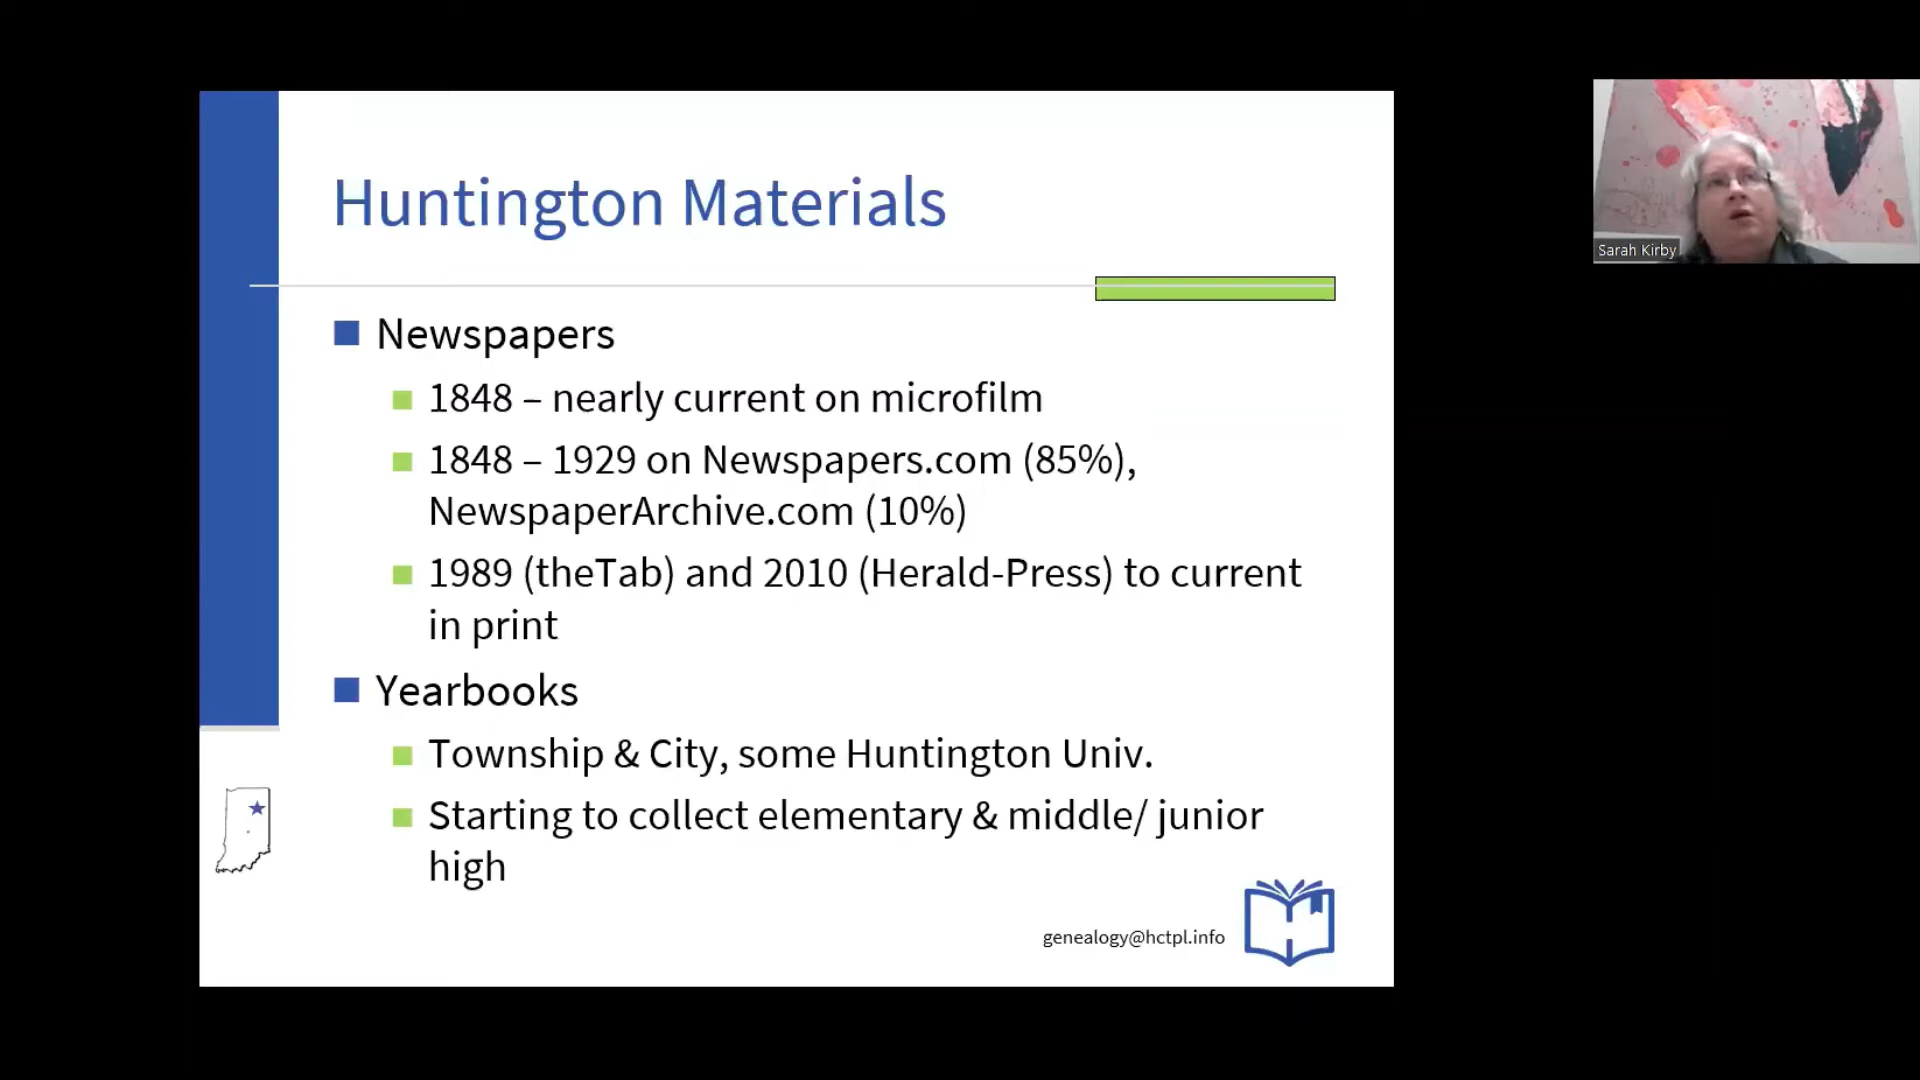 Huntington Materials
Newspapers
1848 – nearly current on microfilm
1848 – 1929 on Newspapers.com (85%),
NewspaperArchive.com (10%)
1989 (theTab) and 2010 (Herald-Press) to current
in print
Yearbooks
Township & City, some Huntington Univ.
Starting to collect elementary & middle/ junior
high
genealogy@hctpl.info
Sarah Kirby